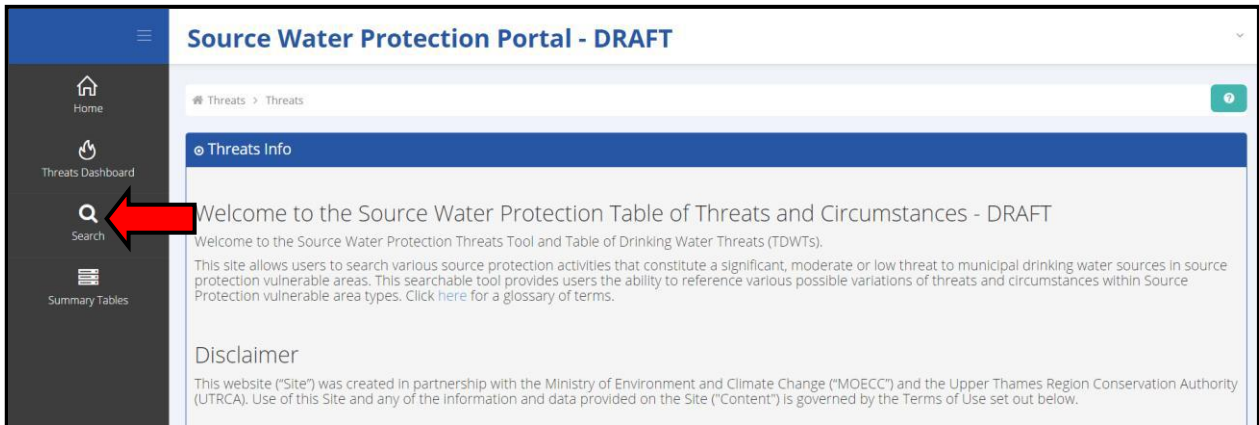 Source Water Protection Portal - DRAFT
Home
Threats > Threats
Threats Dashboard
Threats Info
Search
Welcome to the Source Water Protection Table of Threats and Circumstances - DRAFT
Welcome to the Source Water Protection Threats Tool and Table of Drinking Water Threats (TDWTs).
This site allows users to search various source protection activities that constitute a significant, moderate or low threat to municipal drinking water sources in source
protection vulnerable areas. This searchable tool provides users the ability to reference various possible variations of threats and circumstances within Source
Protection vulnerable area types. Click here for a glossary of terms.
Summary Tables
Disclaimer
This website ("Site") was created in partnership with the Ministry of Environment and Climate Change ("MOECC") and the Upper Thames Region Conservation Authority
(UTRCA). Use of this Site and any of the information and data provided on the Site ("Content") is governed by the Terms of Use set out below.